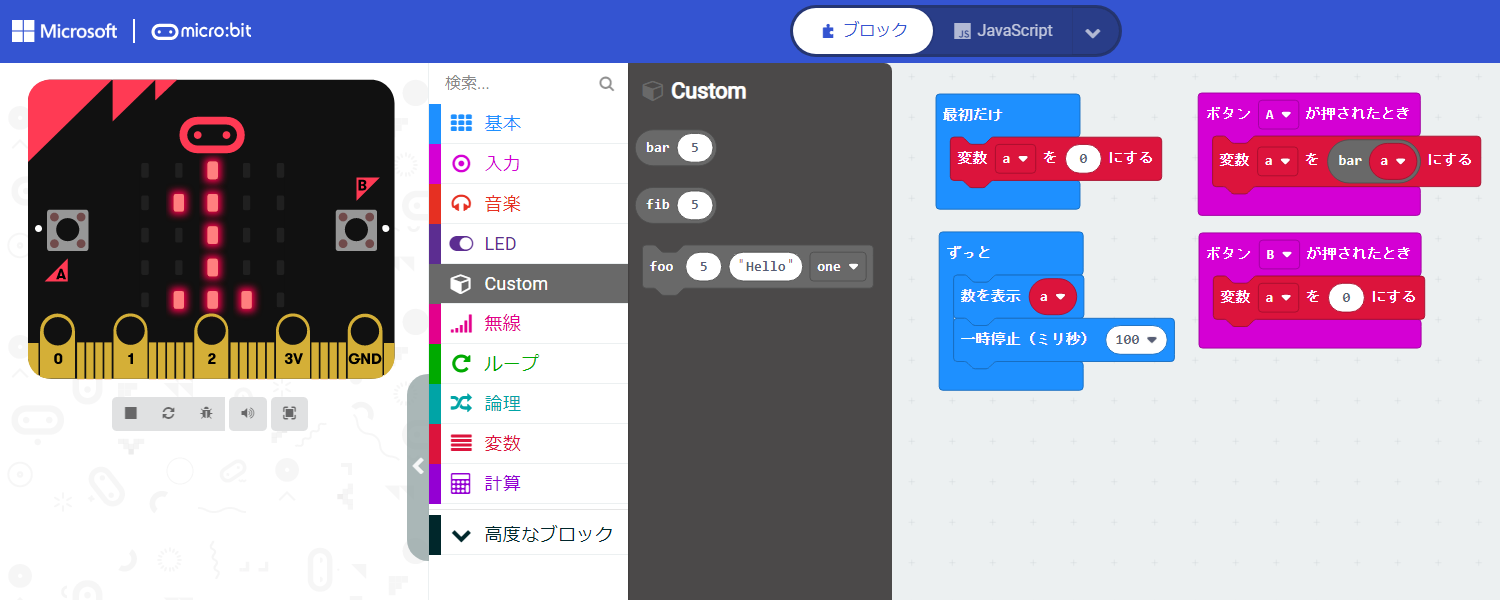 Microsoft micro:bit ブロック JS JavaScript
検索...
基本
入力
音楽
LED
Custom
無線
ループ
論理
変数
計算
高度なブロック
A
B
0 1 2 3V GND
Custom
bar 5
fib 5
foo 5 "Hello" one
最初だけ
変数 a を 0 にする
ずっと
数を表示 a
一時停止（ミリ秒） 100
ボタン A が押されたとき
変数 a を bar a にする
ボタン B が押されたとき
変数 a を 0 にする